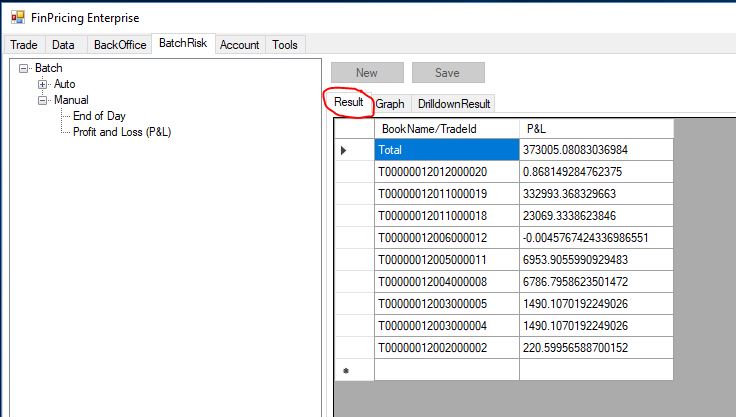 FinPricing Enterprise
Trade Data BackOffice BatchRisk Account Tools
Batch
Auto
Manual
End of Day
Profit and Loss (P&L)
New Save
Result Graph DrilldownResult
BookName/TradeId P&L
Total 373005.08083036984
T00000012012000020 0.868149284762375
T00000012011000019 332993.368329663
T00000012011000018 23069.3338623846
T00000012006000012 -0.0045767424336986551
T00000012005000011 6953.9055990929483
T00000012004000008 6786.7958623501472
T00000012003000005 1490.1070192249026
T00000012003000004 1490.1070192249026
T00000012002000002 220.59956588700152